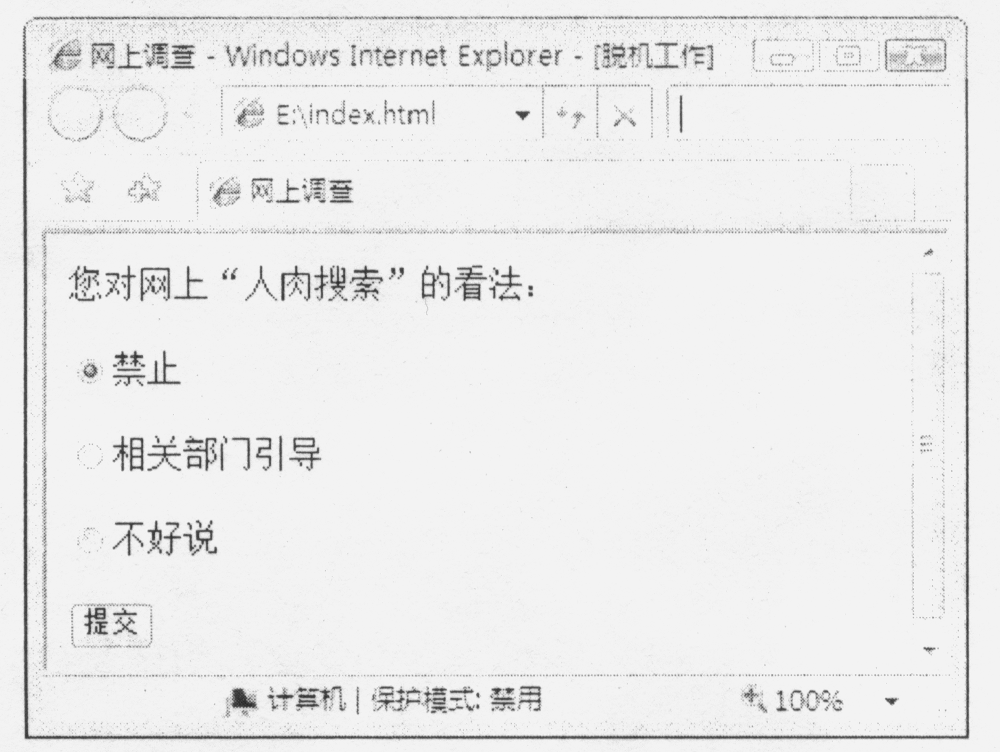 网上调查 - Windows Internet Explorer - [脱机工作]
E:\index.html
网上调查
您对网上“人肉搜索”的看法：
禁止
相关部门引导
不好说
提交
计算机 | 保护模式: 禁用
100%